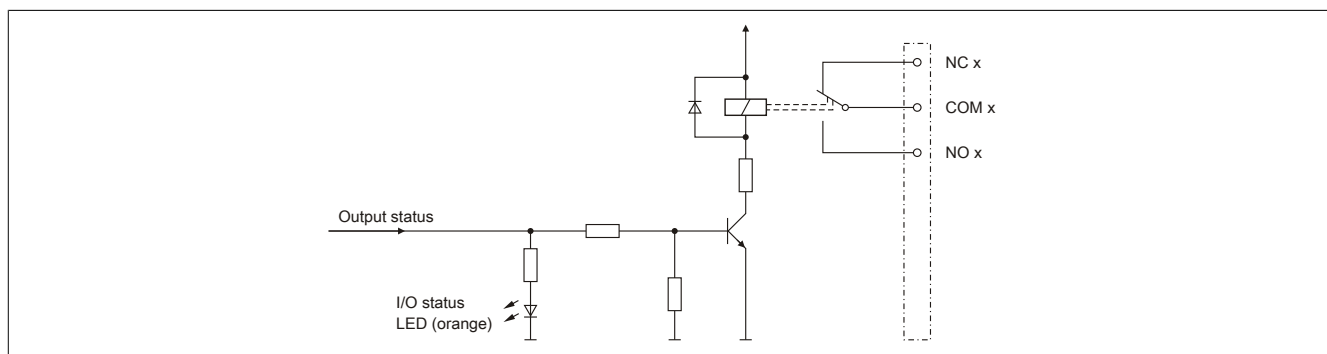 NC x
COM x
NO x
Output status
I/O status
LED (orange)